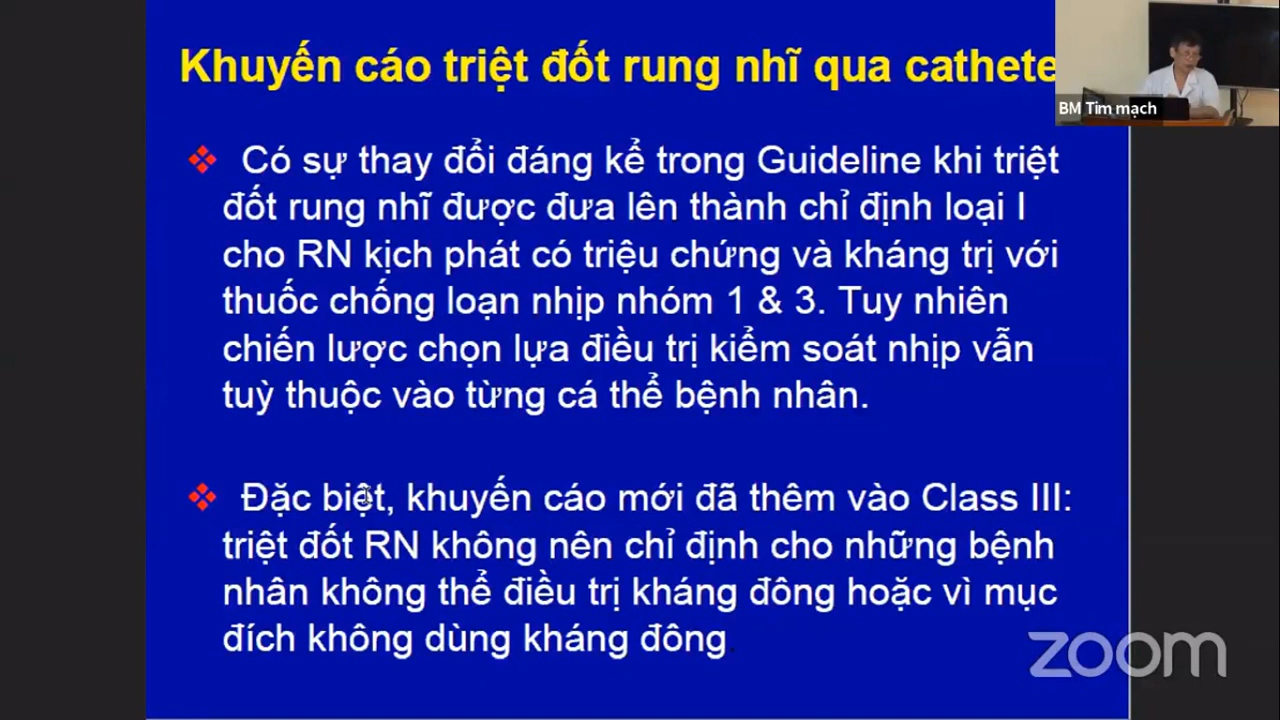 Khuyến cáo triệt đốt rung nhĩ qua cathete
BM Tim mạch
❖ Có sự thay đổi đáng kể trong Guideline khi triệt
đốt rung nhĩ được đưa lên thành chỉ định loại I
cho RN kịch phát có triệu chứng và kháng trị với
thuốc chống loạn nhịp nhóm 1 & 3. Tuy nhiên
chiến lược chọn lựa điều trị kiểm soát nhịp vẫn
tuỳ thuộc vào từng cá thể bệnh nhân.
❖ Đặc biệt, khuyến cáo mới đã thêm vào Class III:
triệt đốt RN không nên chỉ định cho những bệnh
nhân không thể điều trị kháng đông hoặc vì mục
đích không dùng kháng đông.
zoom